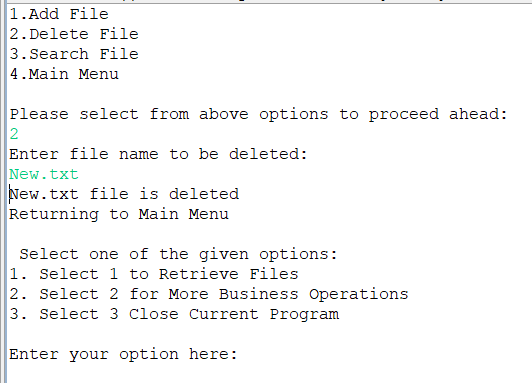 1.Add File
2.Delete File
3.Search File
4.Main Menu
Please select from above options to proceed ahead:
2
Enter file name to be deleted:
New.txt
New.txt file is deleted
Returning to Main Menu
Select one of the given options:
1. Select 1 to Retrieve Files
2. Select 2 for More Business Operations
3. Select 3 Close Current Program
Enter your option here: